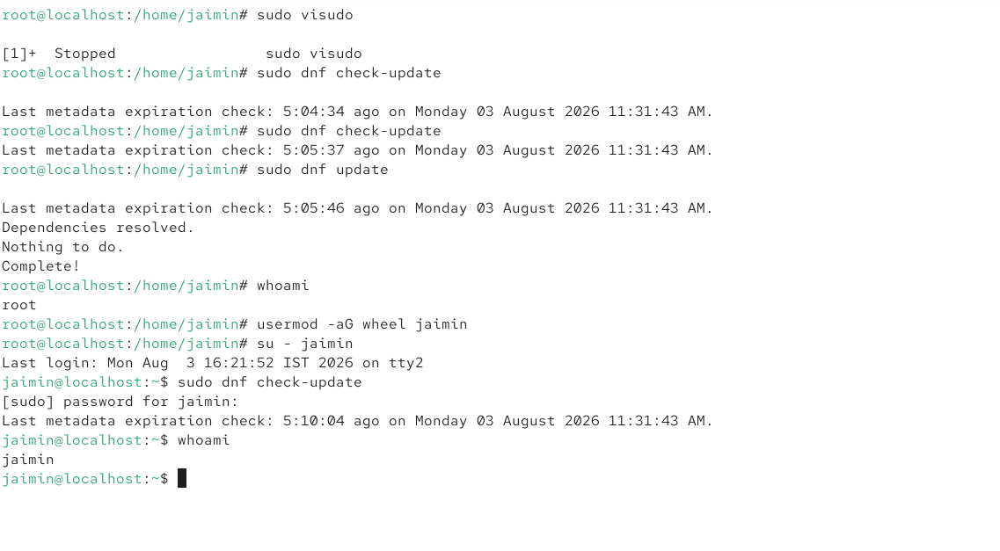 root@localhost:/home/jaimin# sudo visudo
[1]+  Stopped                 sudo visudo
root@localhost:/home/jaimin# sudo dnf check-update
Last metadata expiration check: 5:04:34 ago on Monday 03 August 2026 11:31:43 AM.
root@localhost:/home/jaimin# sudo dnf check-update
Last metadata expiration check: 5:05:37 ago on Monday 03 August 2026 11:31:43 AM.
root@localhost:/home/jaimin# sudo dnf update
Last metadata expiration check: 5:05:46 ago on Monday 03 August 2026 11:31:43 AM.
Dependencies resolved.
Nothing to do.
Complete!
root@localhost:/home/jaimin# whoami
root
root@localhost:/home/jaimin# usermod -aG wheel jaimin
root@localhost:/home/jaimin# su - jaimin
Last login: Mon Aug  3 16:21:52 IST 2026 on tty2
jaimin@localhost:~$ sudo dnf check-update
[sudo] password for jaimin:
Last metadata expiration check: 5:10:04 ago on Monday 03 August 2026 11:31:43 AM.
jaimin@localhost:~$ whoami
jaimin
jaimin@localhost:~$